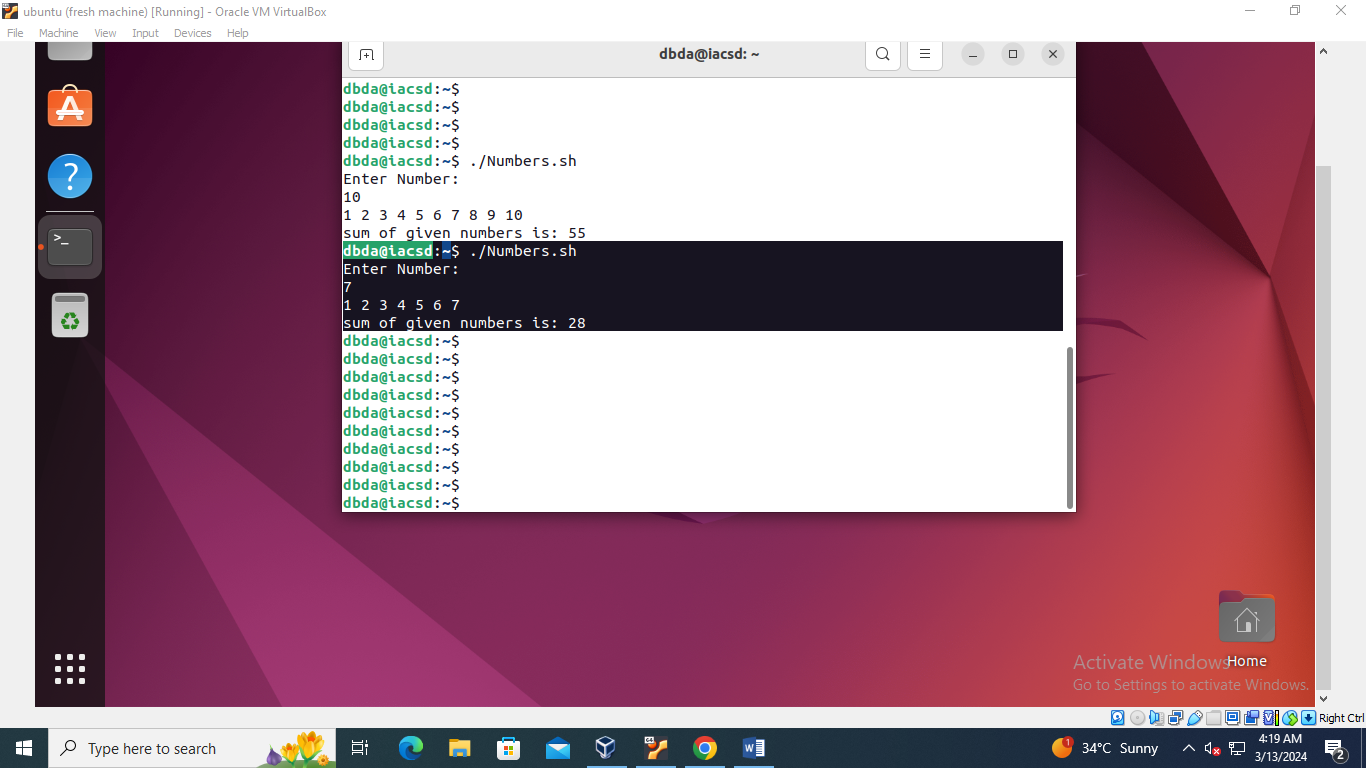 ubuntu (fresh machine) [Running] - Oracle VM VirtualBox
File Machine View Input Devices Help
dbda@iacsd: ~
dbda@iacsd:~$
dbda@iacsd:~$
dbda@iacsd:~$
dbda@iacsd:~$
dbda@iacsd:~$ ./Numbers.sh
Enter Number:
10
1 2 3 4 5 6 7 8 9 10
sum of given numbers is: 55
dbda@iacsd:~$ ./Numbers.sh
Enter Number:
7
1 2 3 4 5 6 7
sum of given numbers is: 28
dbda@iacsd:~$
dbda@iacsd:~$
dbda@iacsd:~$
dbda@iacsd:~$
dbda@iacsd:~$
dbda@iacsd:~$
dbda@iacsd:~$
dbda@iacsd:~$
dbda@iacsd:~$
dbda@iacsd:~$
Home
Activate Windows
Go to Settings to activate Windows.
Right Ctrl
Type here to search
34°C Sunny
4:19 AM
3/13/2024
2